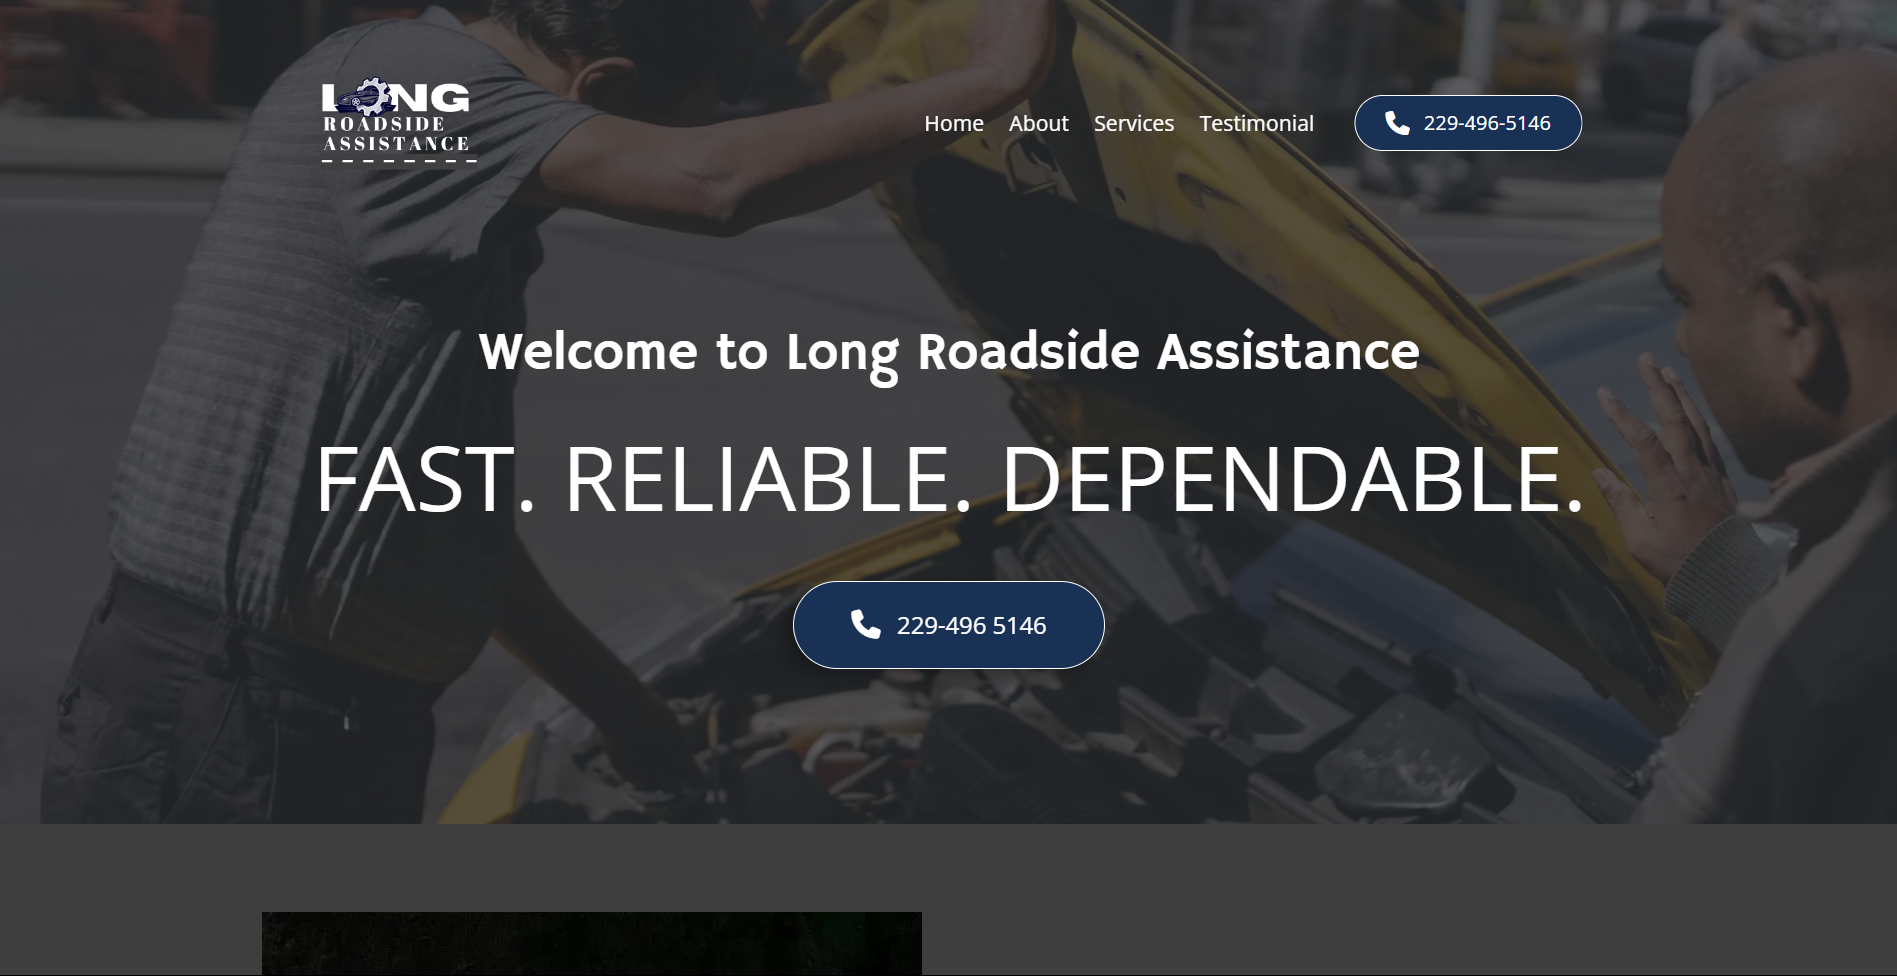 LONG
ROADSIDE
ASSISTANCE
Home About Services Testimonial 229-496-5146
Welcome to Long Roadside Assistance
FAST. RELIABLE. DEPENDABLE.
229-496 5146